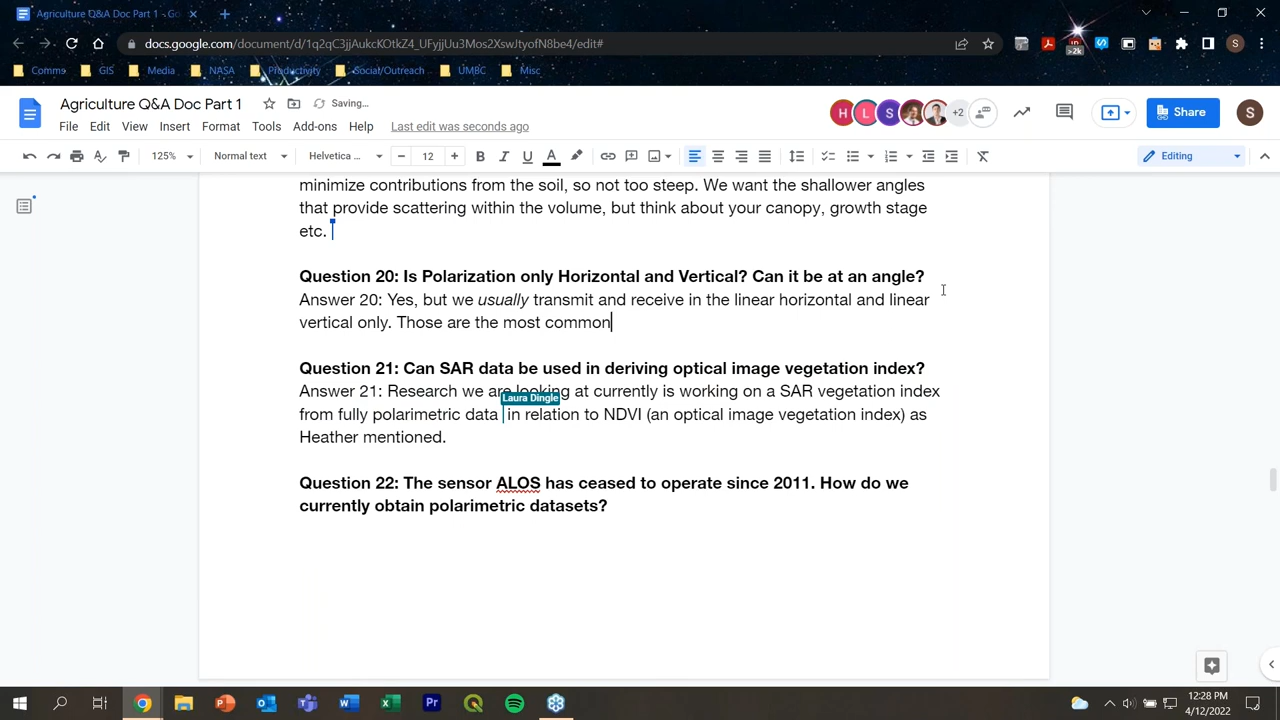 Agriculture Q&A Doc Part 1 - Go
docs.google.com/document/d/1q2qC3jjAukcKOtkZ4_UFyjjUu3Mos2XswJtyofN8be4/edit#
>2k
S
Comms GIS Media NASA Productivity Social/Outreach UMBC Misc
Agriculture Q&A Doc Part 1 Saving...
H L S +2 Share S
File Edit View Insert Format Tools Add-ons Help Last edit was seconds ago
125% Normal text Helvetica ... 12 B I U A Editing
minimize contributions from the soil, so not too steep. We want the shallower angles
that provide scattering within the volume, but think about your canopy, growth stage
etc.
Question 20: Is Polarization only Horizontal and Vertical? Can it be at an angle?
Answer 20: Yes, but we usually transmit and receive in the linear horizontal and linear
vertical only. Those are the most common
Question 21: Can SAR data be used in deriving optical image vegetation index?
Answer 21: Research we are looking at currently is working on a SAR vegetation index
Laura Dingle
from fully polarimetric data in relation to NDVI (an optical image vegetation index) as
Heather mentioned.
Question 22: The sensor ALOS has ceased to operate since 2011. How do we
currently obtain polarimetric datasets?
12:28 PM
4/12/2022